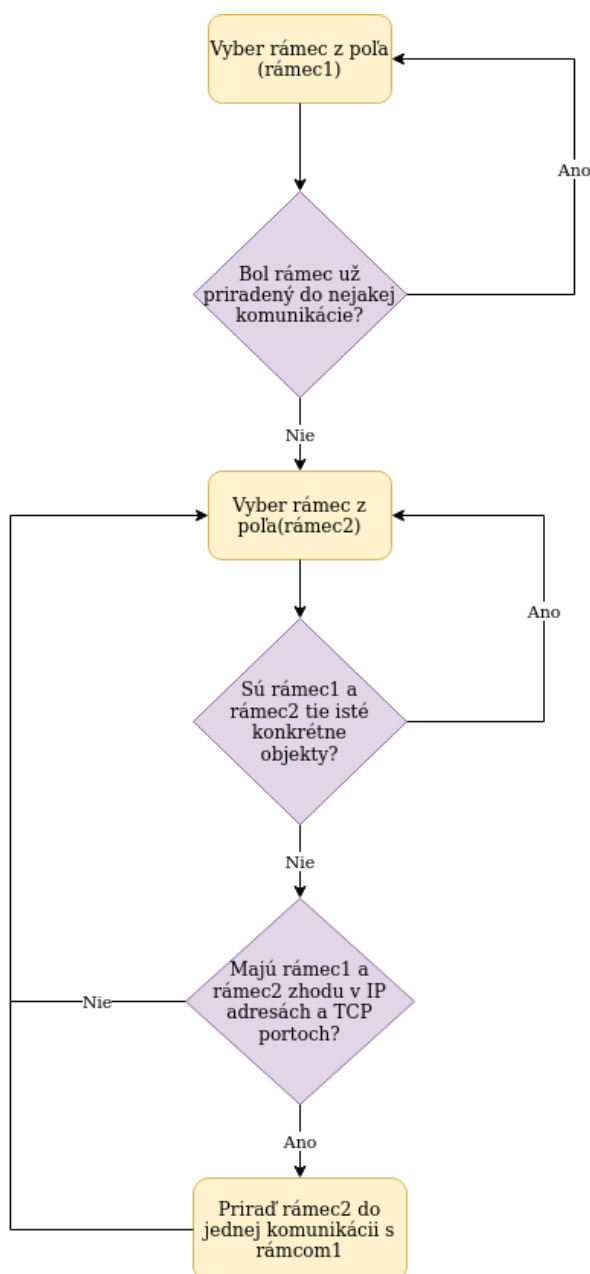 Vyber rámec z poľa
(rámec1)
Ano
Bol rámec už
priradený do nejakej
komunikácie?
Nie
Vyber rámec z
poľa(rámec2)
Ano
Sú rámec1 a
rámec2 tie isté
konkrétne
objekty?
Nie
Majú rámec1 a
rámec2 zhodu v IP
adresách a TCP
portoch?
Nie
Ano
Priraď rámec2 do
jednej komunikácii s
rámcom1